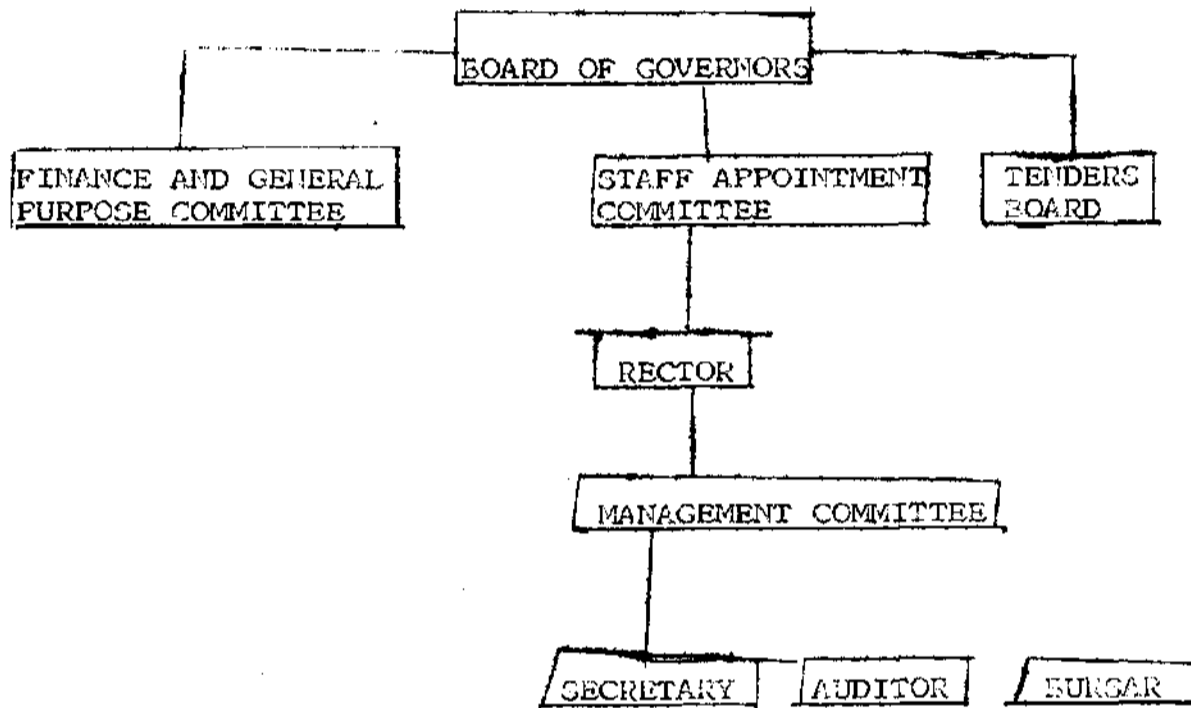 BOARD OF GOVERNORS
FINANCE AND GENERAL
PURPOSE COMMITTEE
STAFF APPOINTMENT
COMMITTEE
TENDERS
BOARD
RECTOR
MANAGEMENT COMMITTEE
SECRETARY
AUDITOR
BURSAR